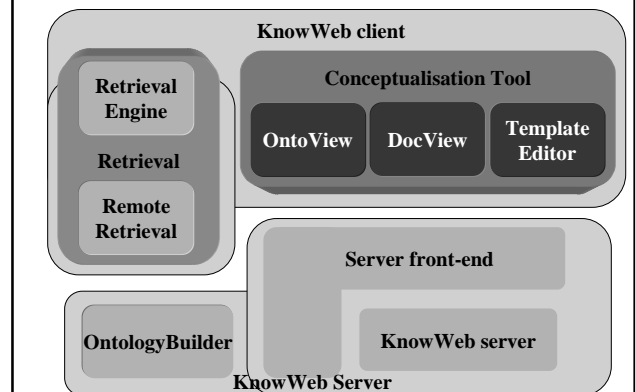 KnowWeb client
Retrieval
Engine
Retrieval
Remote
Retrieval
Conceptualisation Tool
OntoView
DocView
Template
Editor
Server front-end
OntologyBuilder
KnowWeb server
KnowWeb Server